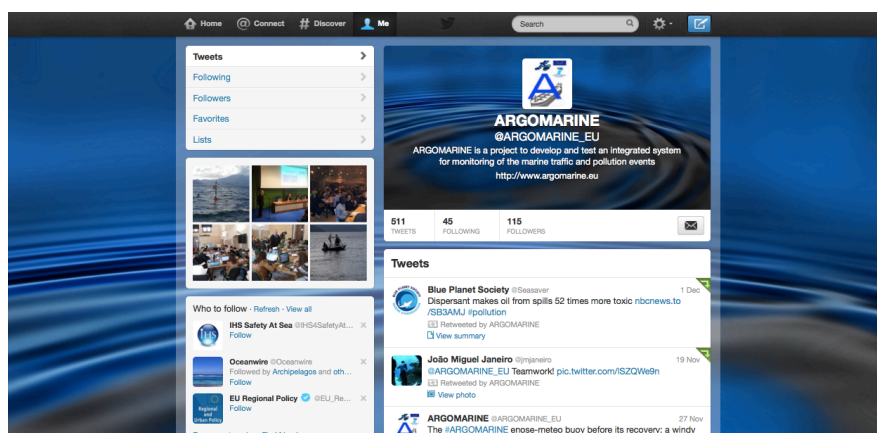 Home
Connect
Discover
Me
Search
Tweets
Following
Followers
Favorites
Lists
Who to follow · Refresh · View all
IHS Safety At Sea @IHS4SafetyAt...
Follow
Oceanwire @Oceanwire
Followed by Archipelagos and oth...
Follow
EU Regional Policy @EU_Re...
Follow
IHS
Regional
and
Urban Policy
ARGOMARINE
@ARGOMARINE_EU
ARGOMARINE is a project to develop and test an integrated system
for monitoring of the marine traffic and pollution events
http://www.argomarine.eu
511
TWEETS
45
FOLLOWING
115
FOLLOWERS
Tweets
Blue Planet Society @Seasaver 1 Dec
Dispersant makes oil from spills 52 times more toxic nbcnews.to
/SB3AMJ #pollution
Retweeted by ARGOMARINE
View summary
João Miguel Janeiro @jmjaneiro 19 Nov
@ARGOMARINE_EU Teamwork! pic.twitter.com/lSZQWe9n
Retweeted by ARGOMARINE
View photo
ARGOMARINE @ARGOMARINE_EU 27 Nov
The #ARGOMARINE enose-meteo buoy before its recovery: a windy